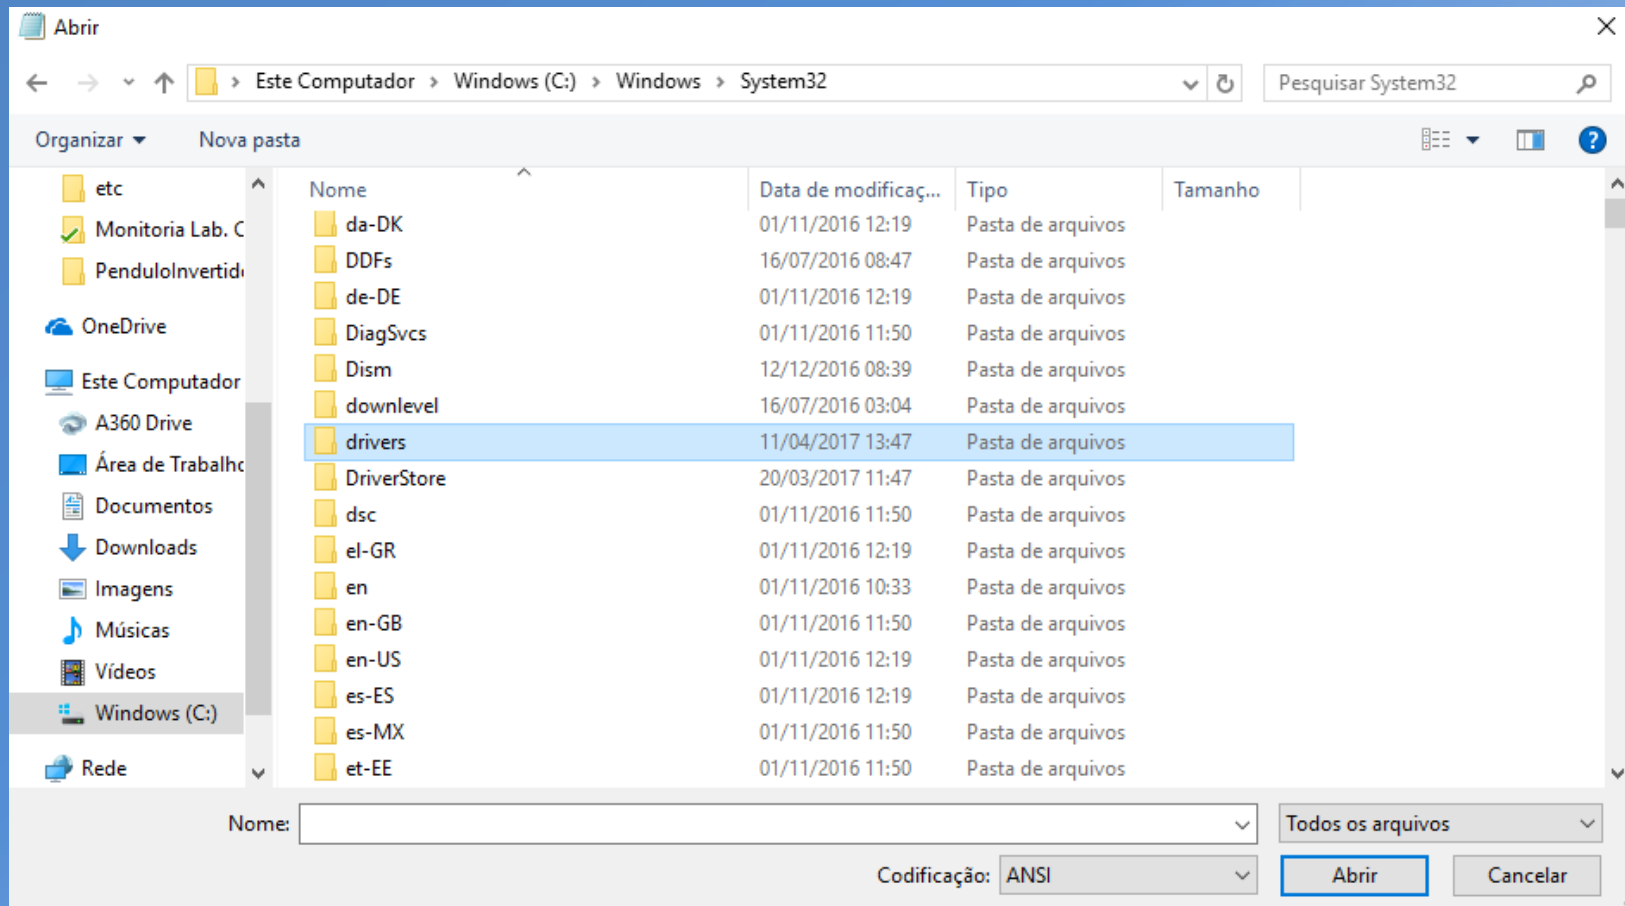 Abrir
Este Computador > Windows (C:) > Windows > System32
Pesquisar System32
Organizar
Nova pasta
etc
Monitoria Lab. C
PenduloInvertid
OneDrive
Este Computador
A360 Drive
Área de Trabalho
Documentos
Downloads
Imagens
Músicas
Vídeos
Windows (C:)
Rede
Nome Data de modificaç... Tipo Tamanho
da-DK 01/11/2016 12:19 Pasta de arquivos
DDFs 16/07/2016 08:47 Pasta de arquivos
de-DE 01/11/2016 12:19 Pasta de arquivos
DiagSvcs 01/11/2016 11:50 Pasta de arquivos
Dism 12/12/2016 08:39 Pasta de arquivos
downlevel 16/07/2016 03:04 Pasta de arquivos
drivers 11/04/2017 13:47 Pasta de arquivos
DriverStore 20/03/2017 11:47 Pasta de arquivos
dsc 01/11/2016 11:50 Pasta de arquivos
el-GR 01/11/2016 12:19 Pasta de arquivos
en 01/11/2016 10:33 Pasta de arquivos
en-GB 01/11/2016 11:50 Pasta de arquivos
en-US 01/11/2016 12:19 Pasta de arquivos
es-ES 01/11/2016 12:19 Pasta de arquivos
es-MX 01/11/2016 11:50 Pasta de arquivos
et-EE 01/11/2016 11:50 Pasta de arquivos
Nome:
Todos os arquivos
Codificação: ANSI
Abrir
Cancelar